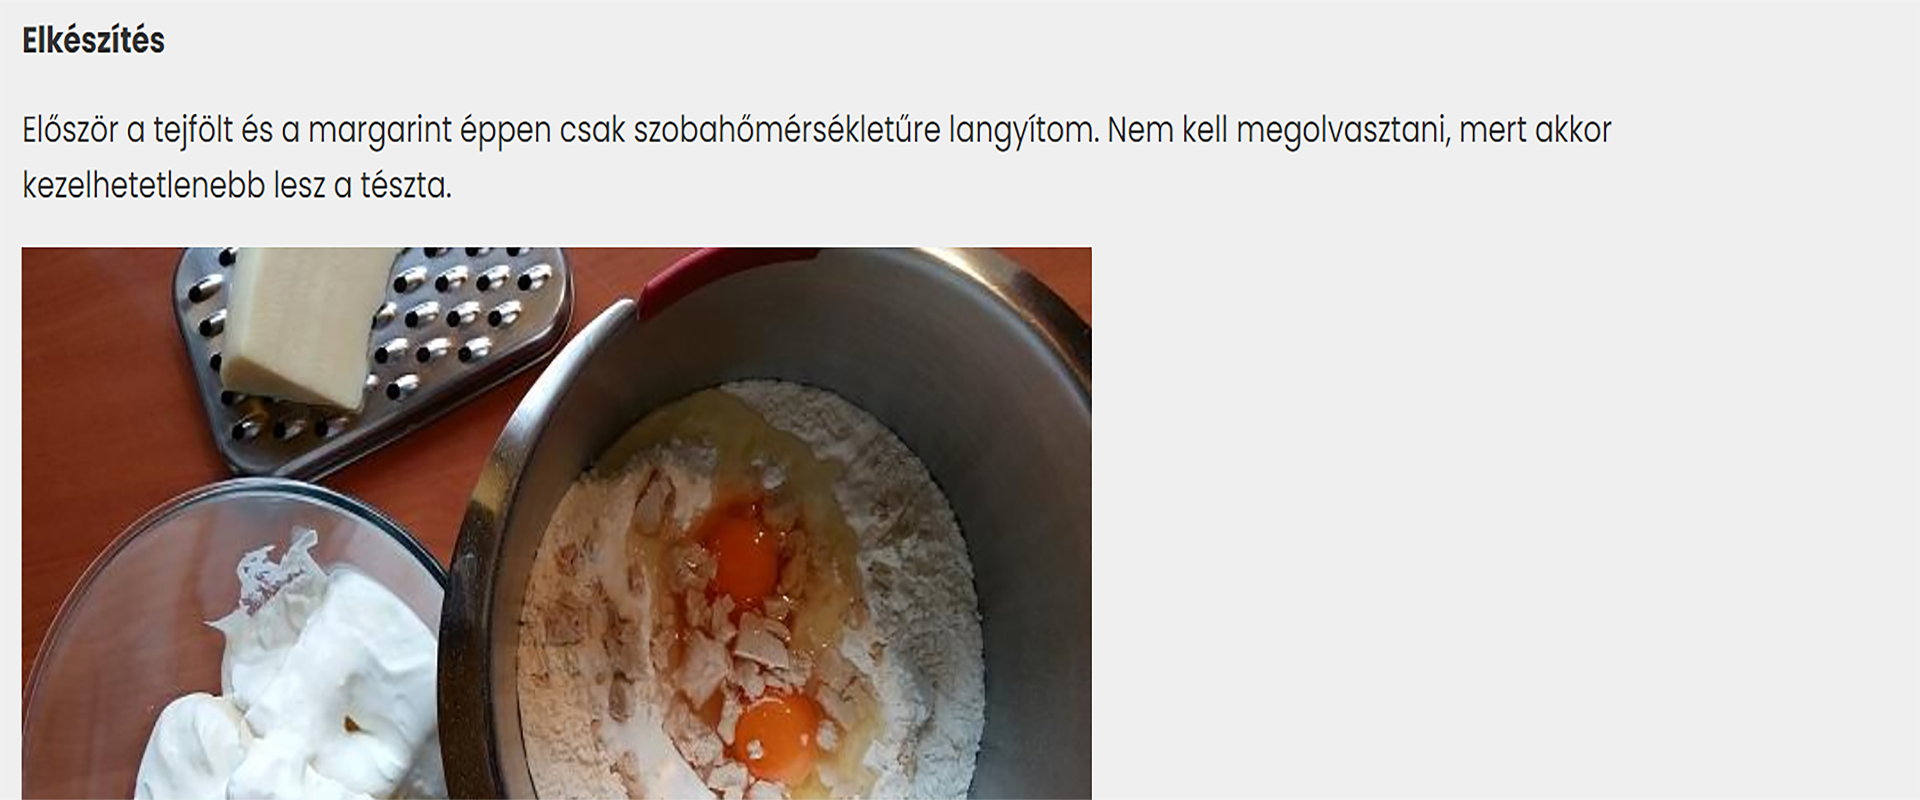 Elkészítés
Először a tejfölt és a margarint éppen csak szobahőmérsékletűre langyítom. Nem kell megolvasztani, mert akkor
kezelhetetlenebb lesz a tészta.